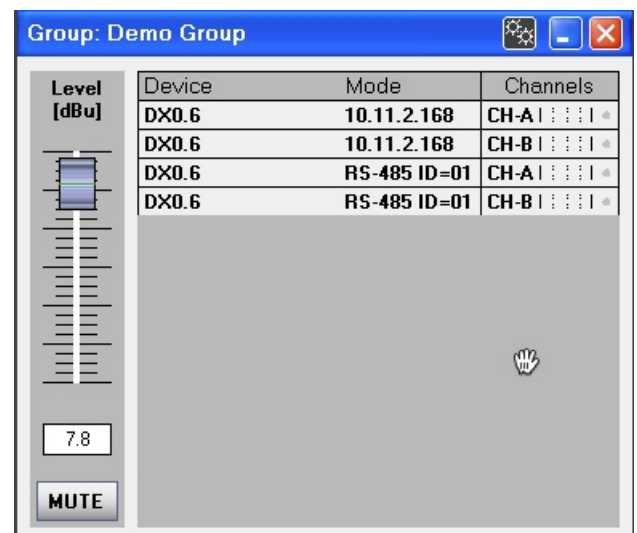 Group: Demo Group
Level
[dBu]
Device Mode Channels
DX0.6 10.11.2.168 CH-A
DX0.6 10.11.2.168 CH-B
DX0.6 RS-485 ID=01 CH-A
DX0.6 RS-485 ID=01 CH-B
7.8
MUTE